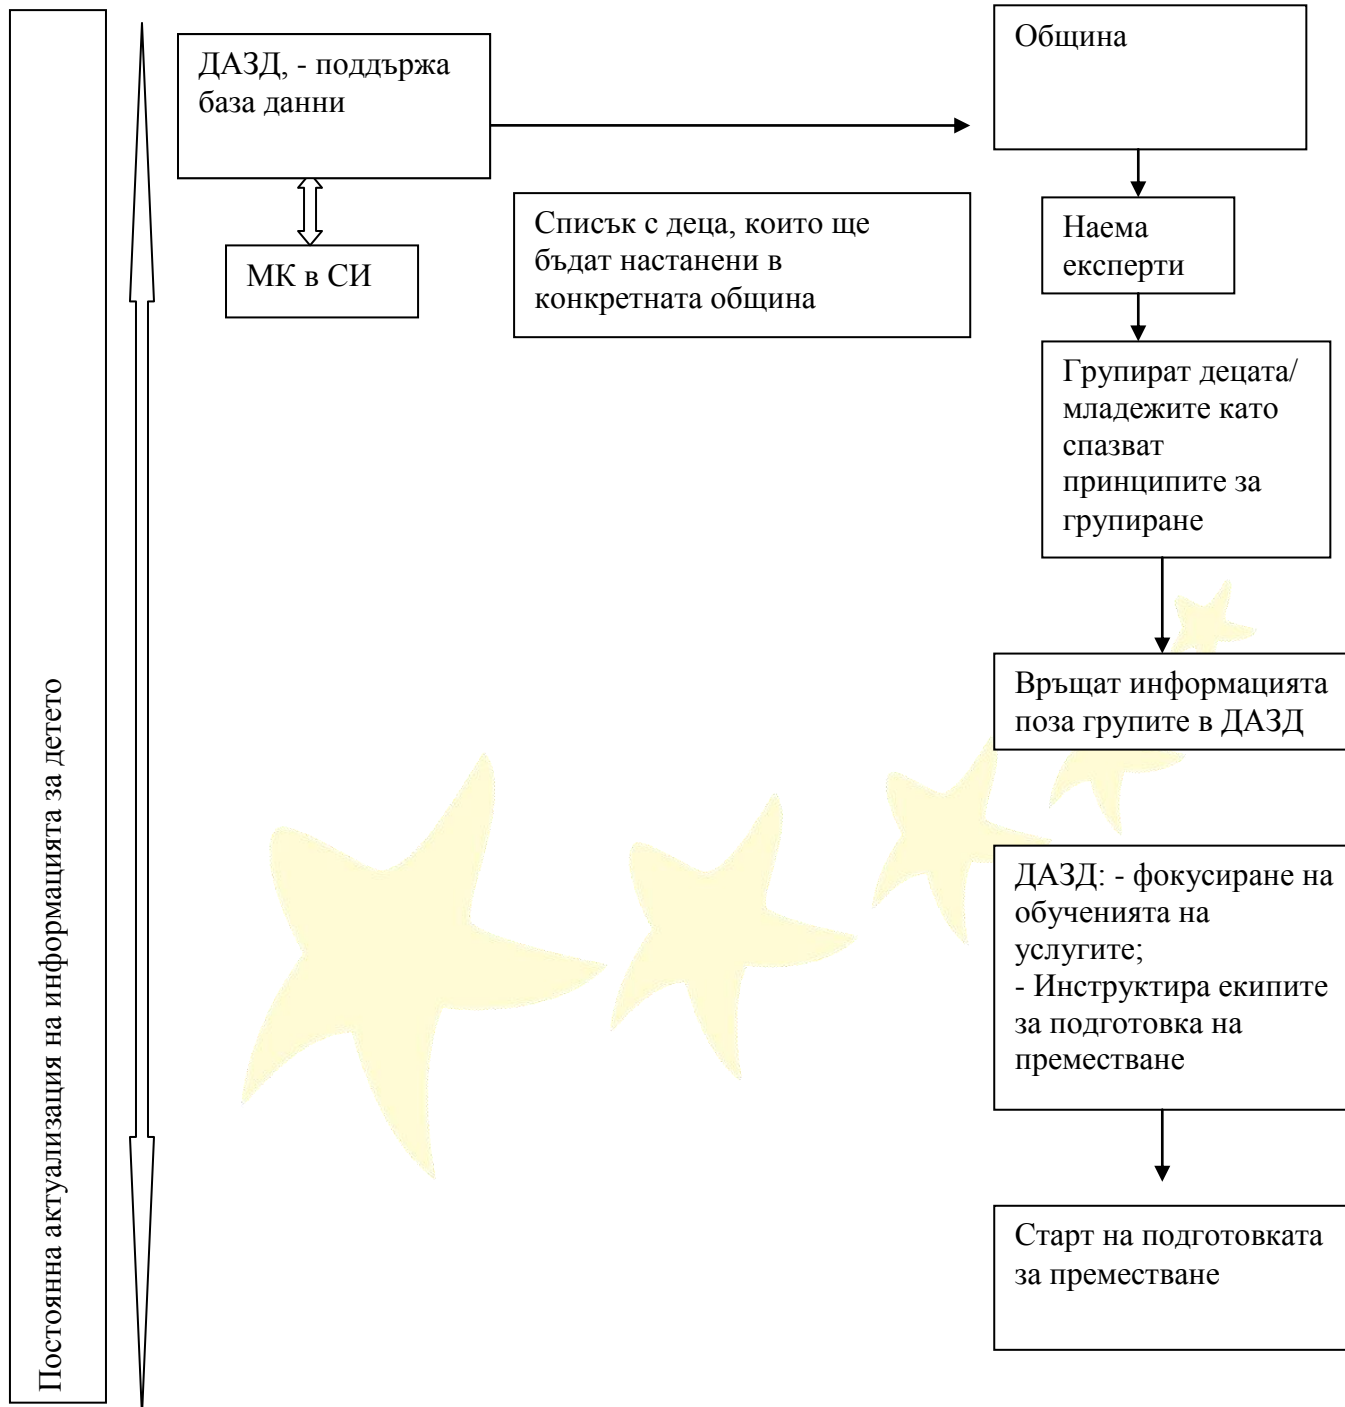 Постоянна актуализация на информацията за детето
ДАЗД, - поддържа
база данни
МК в СИ
Списък с деца, които ще
бъдат настанени в
конкретната община
Община
Наема
експерти
Групират децата/
младежите като
спазват
принципите за
групиране
Връщат информацията
поза групите в ДАЗД
ДАЗД: - фокусиране на
обученията на
услугите;
- Инструктира екипите
за подготовка на
преместване
Старт на подготовката
за преместване